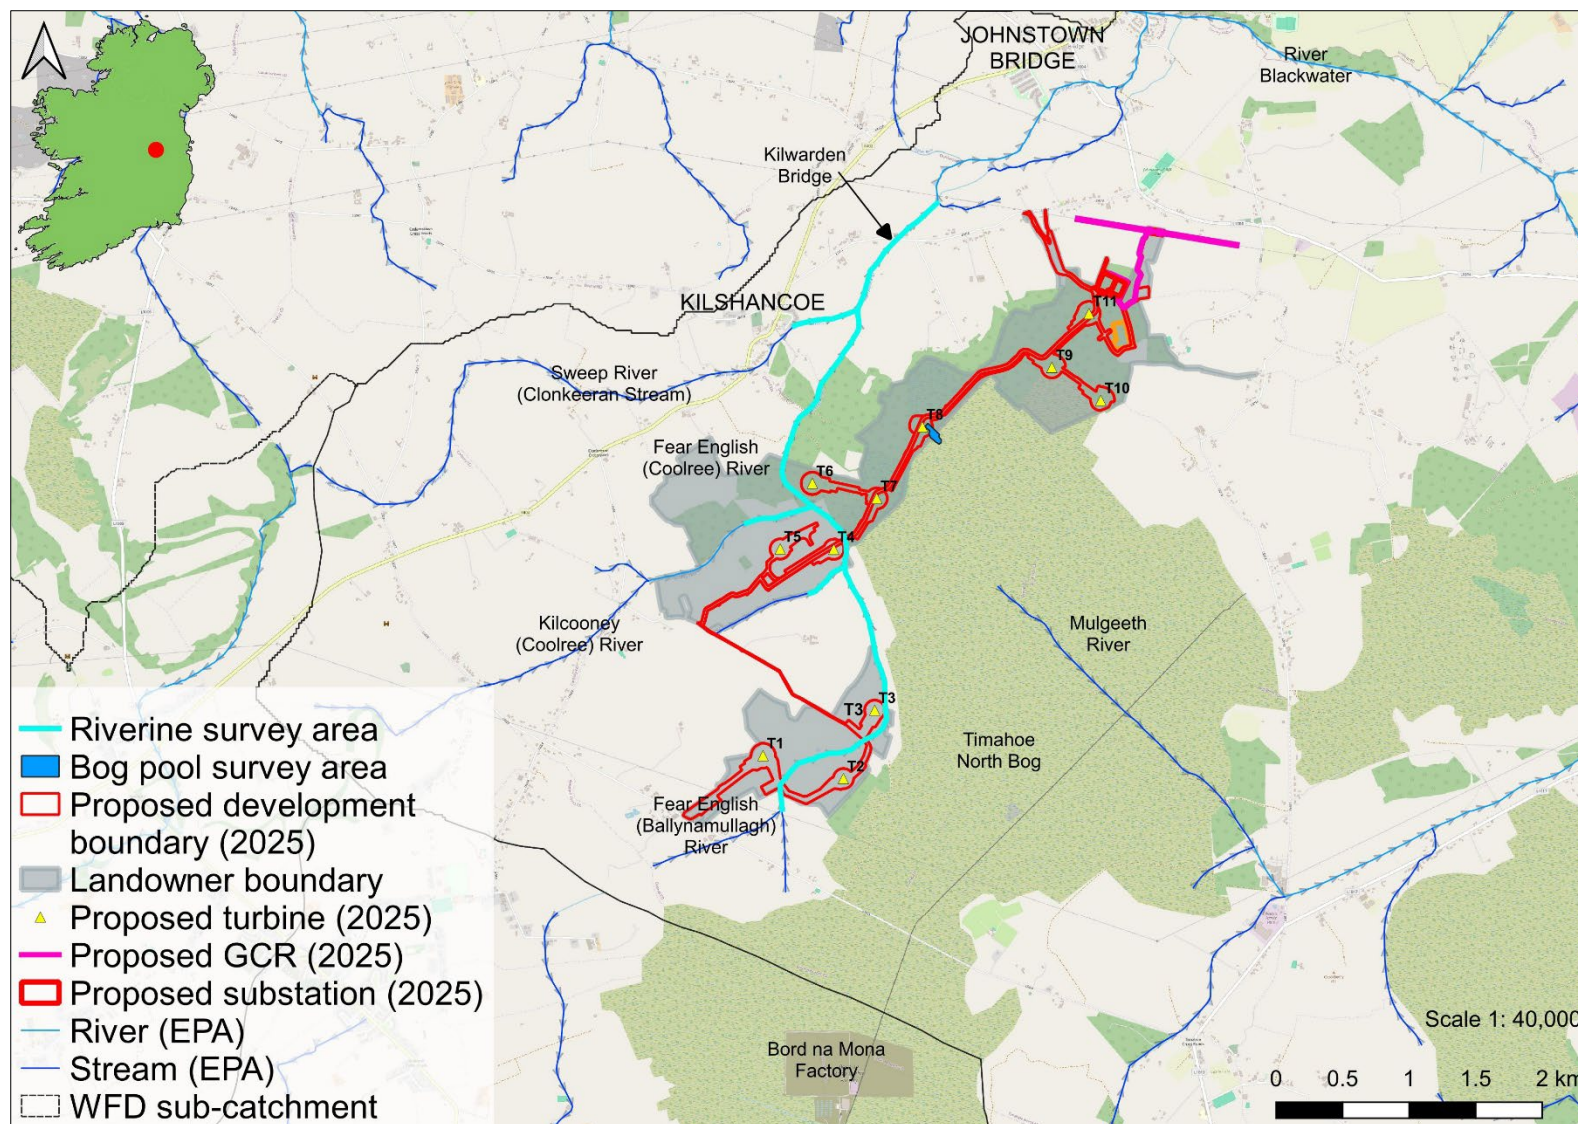 JOHNSTOWN
BRIDGE
River
Blackwater
Kilwarden
Bridge
KILSHANCOE
T11
T9
T10
Sweep River
(Clonkeeran Stream)
T8
Fear English
(Coolree) River
T6
T7
T5
T4
Kilcooney
(Coolree) River
Mulgeeth
River
T3
T3
Timahoe
North Bog
T1
T2
Fear English
(Ballynamullagh)
River
Bord na Mona
Factory
Riverine survey area
Bog pool survey area
Proposed development
boundary (2025)
Landowner boundary
Proposed turbine (2025)
Proposed GCR (2025)
Proposed substation (2025)
River (EPA)
Stream (EPA)
WFD sub-catchment
Scale 1: 40,000
0 0.5 1 1.5 2 km